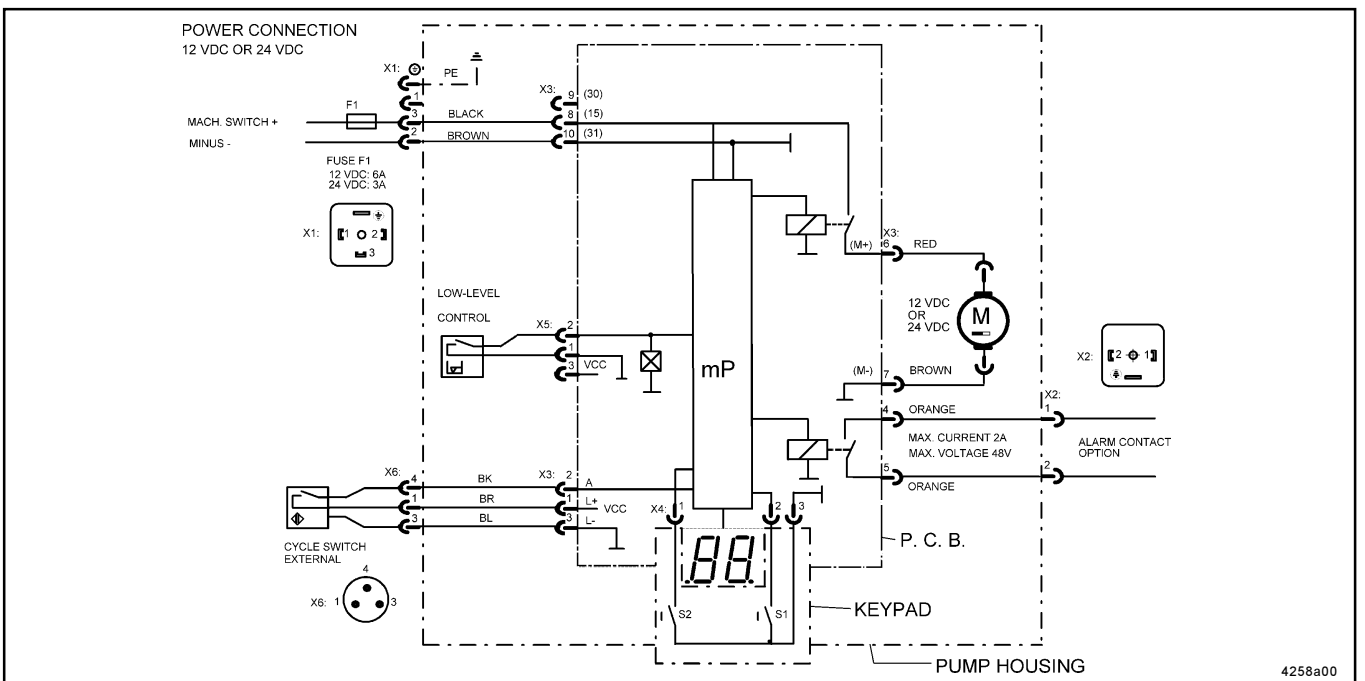 POWER CONNECTION
12 VDC OR 24 VDC
X1:
PE
1
F1
3
BLACK
X3:
9 (30)
8 (15)
MACH. SWITCH +
2
BROWN
10 (31)
MINUS -
FUSE F1
12 VDC: 6A
24 VDC: 3A
X1:
1 2
3
X3:
(M+) 6 RED
12 VDC
OR
24 VDC
M
LOW-LEVEL
CONTROL
X5: 2
1
3 VCC
mP
X2:
2 1
(M-) 7 BROWN
4 ORANGE
X2:
1
MAX. CURRENT 2A
MAX. VOLTAGE 48V
ALARM CONTACT
OPTION
5
ORANGE
2
X6: 4 BK X3: 2 A
1 BR 1 L+ VCC
3 BL 3 L-
X4: 1 2 3
P. C. B.
CYCLE SWITCH
EXTERNAL
4
X6: 1 3
88
S2 S1
KEYPAD
PUMP HOUSING
4258a00